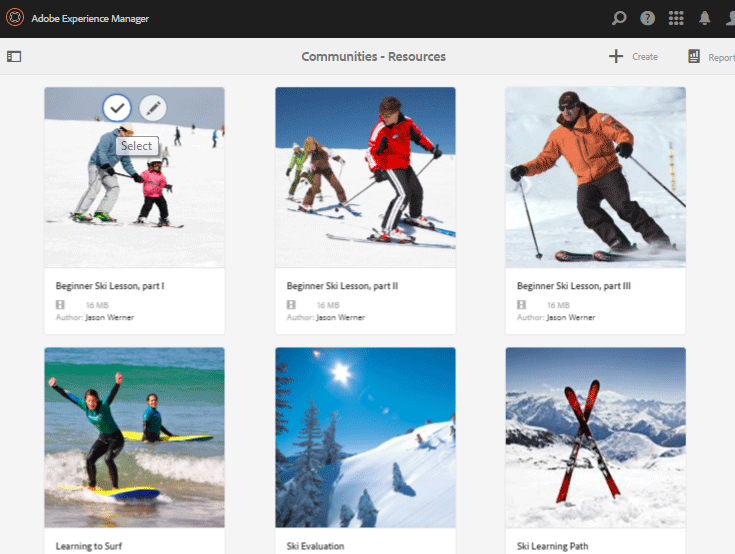 Adobe Experience Manager
Communities - Resources
Create
Report
Select
Beginner Ski Lesson, part I
16 MB
Author: Jason Werner
Beginner Ski Lesson, part II
16 MB
Author: Jason Werner
Beginner Ski Lesson, part III
16 MB
Author: Jason Werner
Learning to Surf
Ski Evaluation
Ski Learning Path